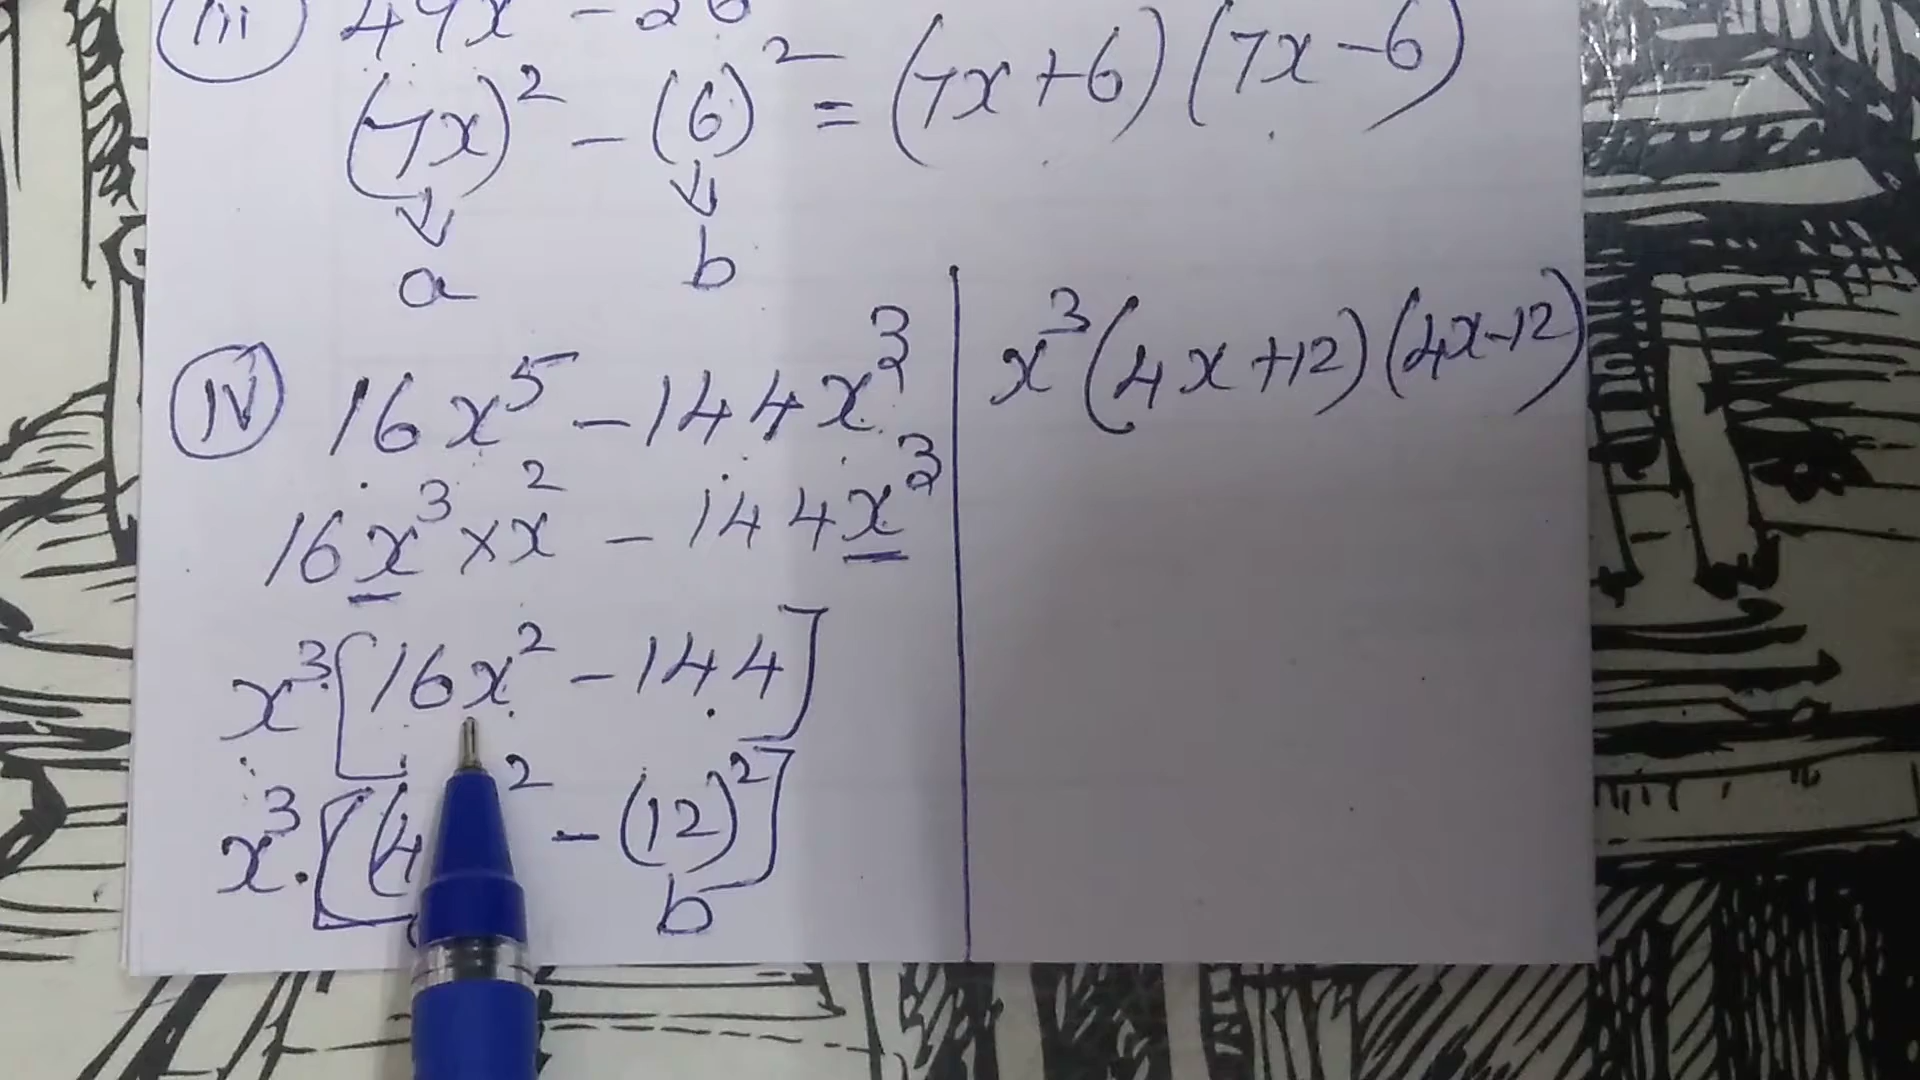 (iii) 49x - 36
(7x)² - (6)² = (7x+6)(7x-6)
a b
(iv) 16x⁵ - 144x³
16x³ × x² - 144x³
x³[16x² - 144]
x³.[(4 ² - (12)²]
b
x³(4x+12)(4x-12)